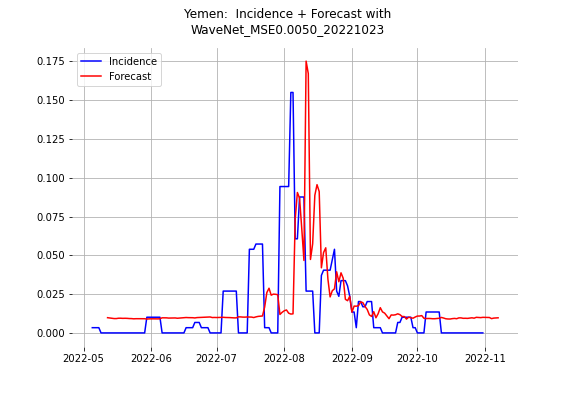 Yemen:  Incidence + Forecast with
WaveNet_MSE0.0050_20221023
Incidence
Forecast
0.175
0.150
0.125
0.100
0.075
0.050
0.025
0.000
2022-05 2022-06 2022-07 2022-08 2022-09 2022-10 2022-11